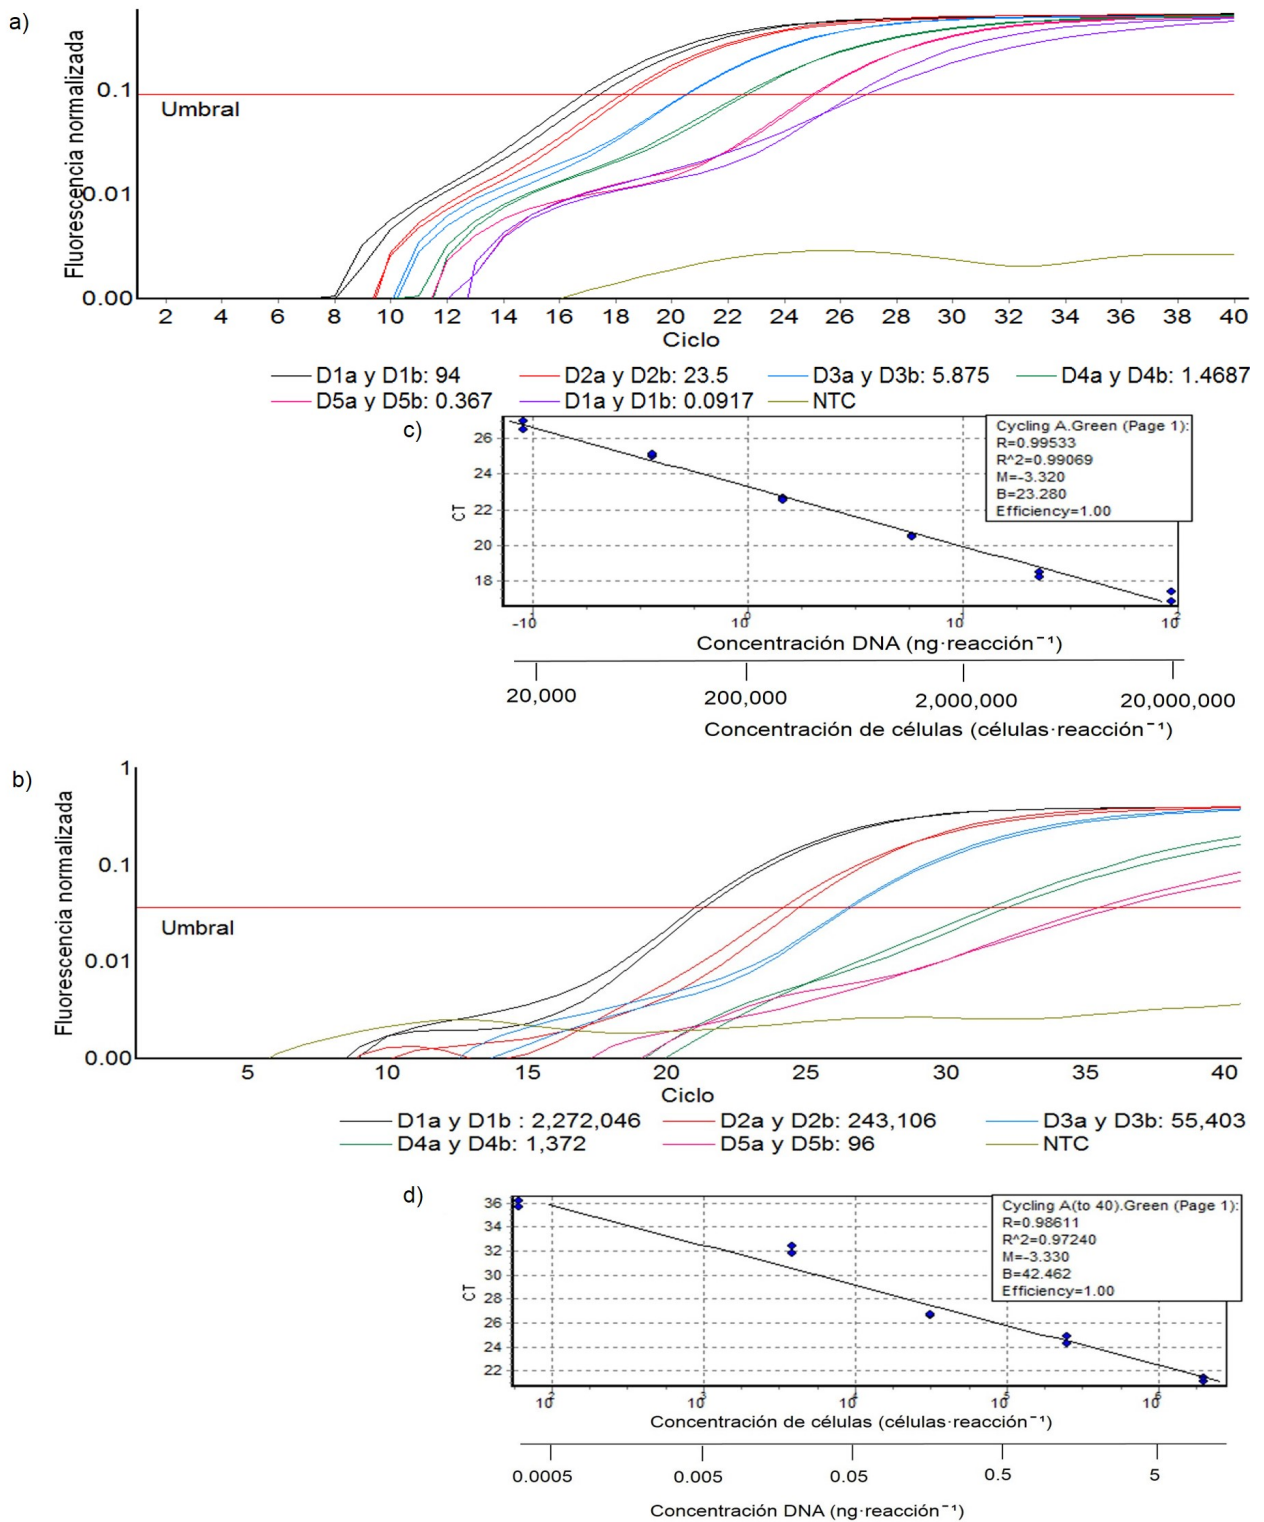 a)
Fluorescencia normalizada
0.1
0.01
0.00
Umbral
2 4 6 8 10 12 14 16 18 20 22 24 26 28 30 32 34 36 38 40
Ciclo
D1a y D1b: 94 D2a y D2b: 23.5 D3a y D3b: 5.875 D4a y D4b: 1.4687
D5a y D5b: 0.367 D1a y D1b: 0.0917 NTC
c)
CT
26
24
22
20
18
Cycling A.Green (Page 1):
R=0.99533
R^2=0.99069
M=-3.320
B=23.280
Efficiency=1.00
-10 10⁰ 10¹ 10²
Concentración DNA (ng·reacción⁻¹)
20,000 200,000 2,000,000 20,000,000
Concentración de células (células·reacción⁻¹)
b)
Fluorescencia normalizada
1
0.1
0.01
0.00
Umbral
5 10 15 20 25 30 35 40
Ciclo
D1a y D1b : 2,272,046 D2a y D2b: 243,106 D3a y D3b: 55,403
D4a y D4b: 1,372 D5a y D5b: 96 NTC
d)
CT
36
34
32
30
28
26
24
22
Cycling A(to 40).Green (Page 1):
R=0.98611
R^2=0.97240
M=-3.330
B=42.462
Efficiency=1.00
10² 10³ 10⁴ 10⁵ 10⁶
Concentración de células (células·reacción⁻¹)
0.0005 0.005 0.05 0.5 5
Concentración DNA (ng·reacción⁻¹)